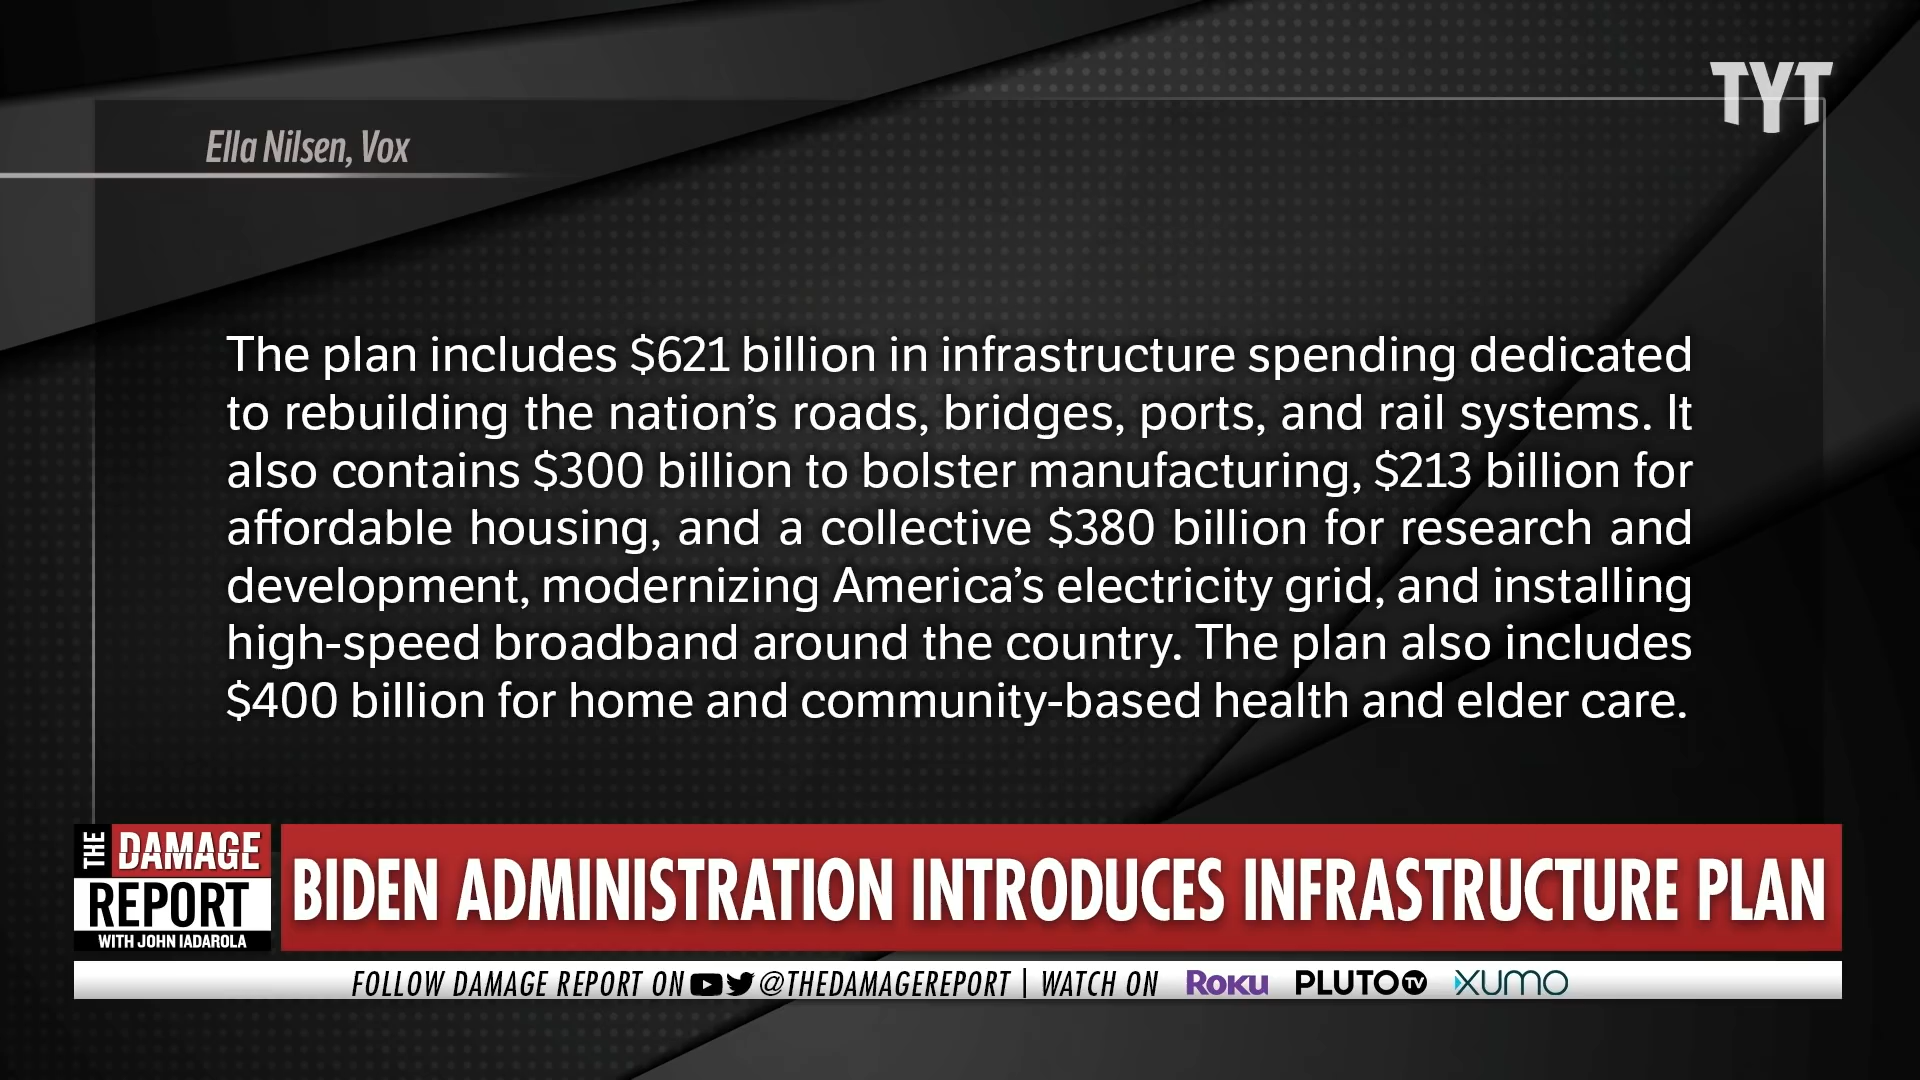 TYT
Ella Nilsen, Vox
The plan includes $621 billion in infrastructure spending dedicated
to rebuilding the nation’s roads, bridges, ports, and rail systems. It
also contains $300 billion to bolster manufacturing, $213 billion for
affordable housing, and a collective $380 billion for research and
development, modernizing America’s electricity grid, and installing
high-speed broadband around the country. The plan also includes
$400 billion for home and community-based health and elder care.
THE DAMAGE
REPORT
WITH JOHN IADAROLA
BIDEN ADMINISTRATION INTRODUCES INFRASTRUCTURE PLAN
FOLLOW DAMAGE REPORT ON @THEDAMAGEREPORT | WATCH ON ROKU PLUTO TV XUMO